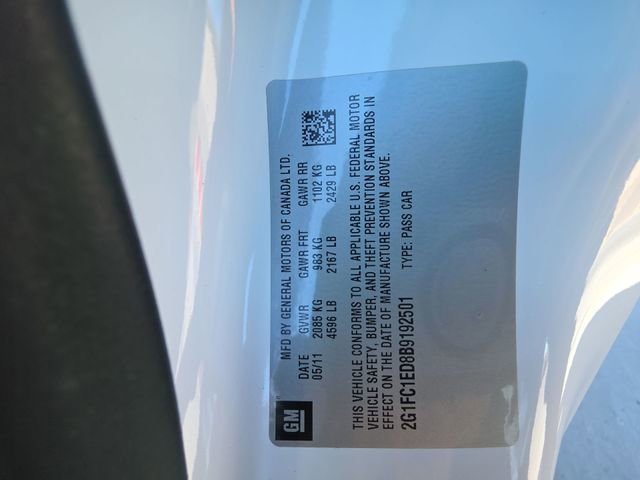 GM
MFD BY GENERAL MOTORS OF CANADA LTD.
DATE GVWR GAWR FRT GAWR RR
05/11 2085 KG 983 KG 1102 KG
4596 LB 2167 LB 2429 LB
THIS VEHICLE CONFORMS TO ALL APPLICABLE U.S. FEDERAL MOTOR
VEHICLE SAFETY, BUMPER, AND THEFT PREVENTION STANDARDS IN
EFFECT ON THE DATE OF MANUFACTURE SHOWN ABOVE.
2G1FC1ED8B9192501 TYPE: PASS CAR